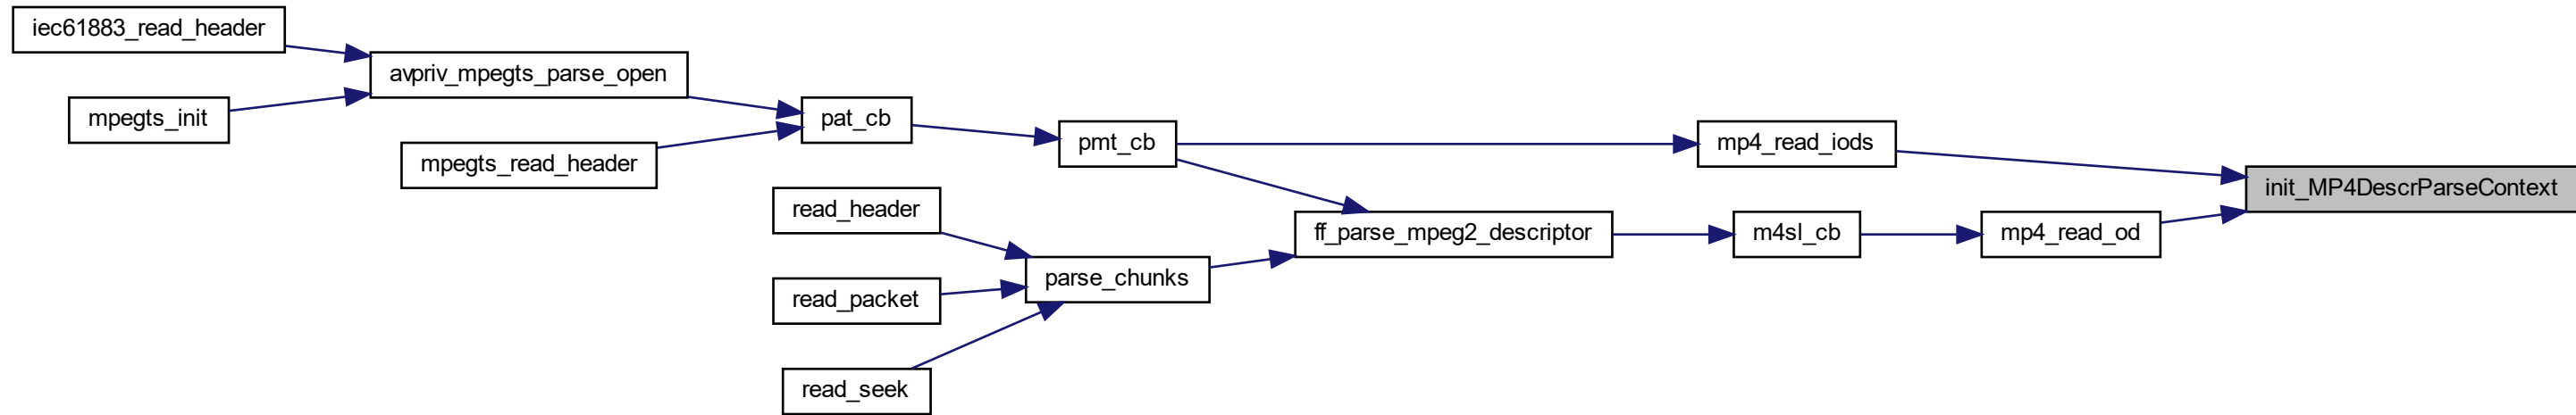 iec61883_read_header
avpriv_mpegts_parse_open
mpegts_init
pat_cb
mpegts_read_header
pmt_cb
mp4_read_iods
init_MP4DescrParseContext
read_header
ff_parse_mpeg2_descriptor
m4sl_cb
mp4_read_od
parse_chunks
read_packet
read_seek